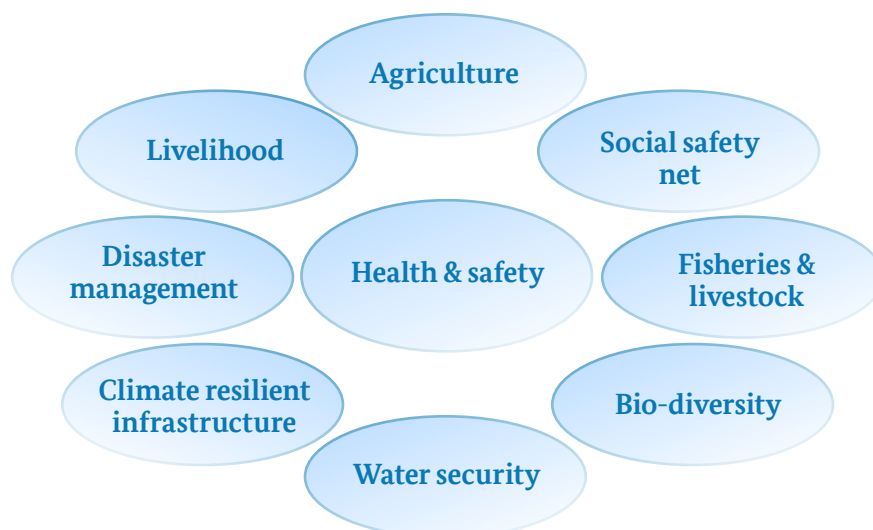 Agriculture
Livelihood
Social safety
net
Disaster
management
Health & safety
Fisheries &
livestock
Climate resilient
infrastructure
Bio-diversity
Water security